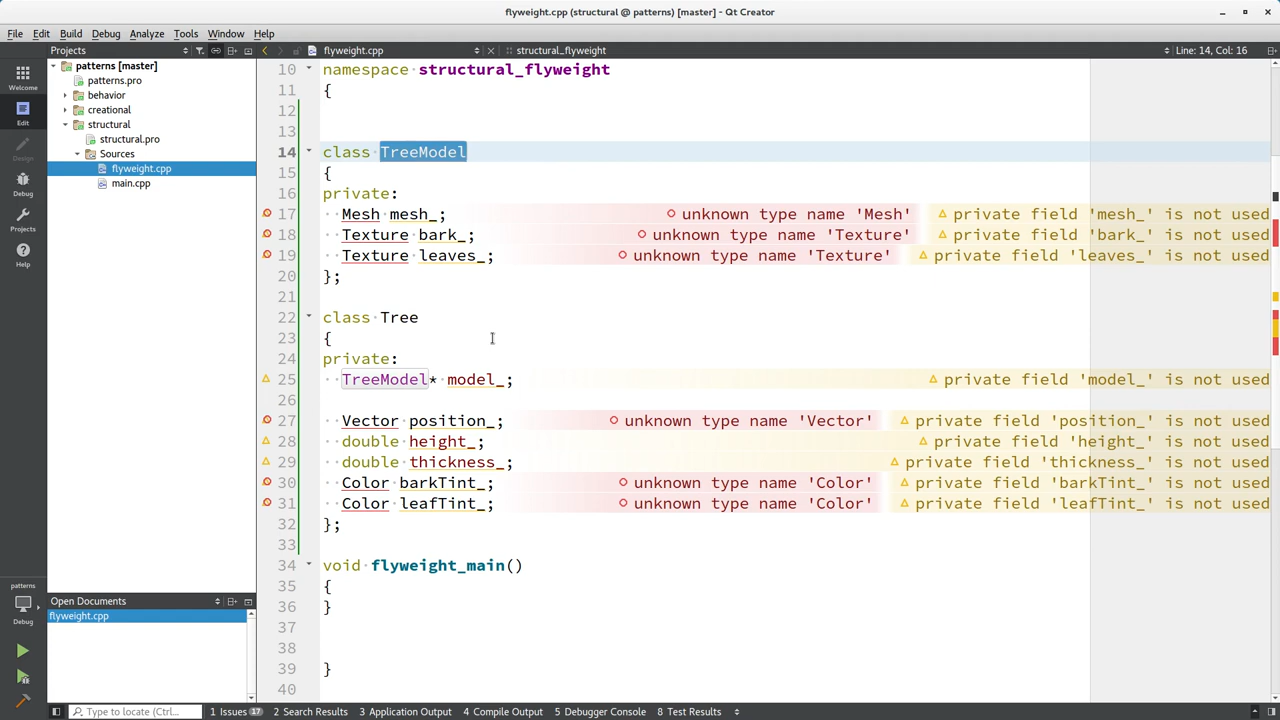 flyweight.cpp (structural @ patterns) [master] - Qt Creator
File Edit Build Debug Analyze Tools Window Help
Projects
flyweight.cpp
structural_flyweight
Line: 14, Col: 16
Welcome
Edit
Design
Debug
Projects
Help
patterns
Debug
patterns [master]
patterns.pro
behavior
creational
structural
structural.pro
Sources
flyweight.cpp
main.cpp
Open Documents
flyweight.cpp
10 namespace structural_flyweight
11 {
12
13
14 class TreeModel
15 {
16 private:
17 Mesh mesh_; unknown type name 'Mesh' private field 'mesh_' is not used
18 Texture bark_; unknown type name 'Texture' private field 'bark_' is not used
19 Texture leaves_; unknown type name 'Texture' private field 'leaves_' is not used
20 };
21
22 class Tree
23 {
24 private:
25 TreeModel* model_; private field 'model_' is not used
26
27 Vector position_; unknown type name 'Vector' private field 'position_' is not used
28 double height_; private field 'height_' is not used
29 double thickness_; private field 'thickness_' is not used
30 Color barkTint_; unknown type name 'Color' private field 'barkTint_' is not used
31 Color leafTint_; unknown type name 'Color' private field 'leafTint_' is not used
32 };
33
34 void flyweight_main()
35 {
36 }
37
38
39 }
40
Type to locate (Ctrl... 1 Issues 17 2 Search Results 3 Application Output 4 Compile Output 5 Debugger Console 8 Test Results